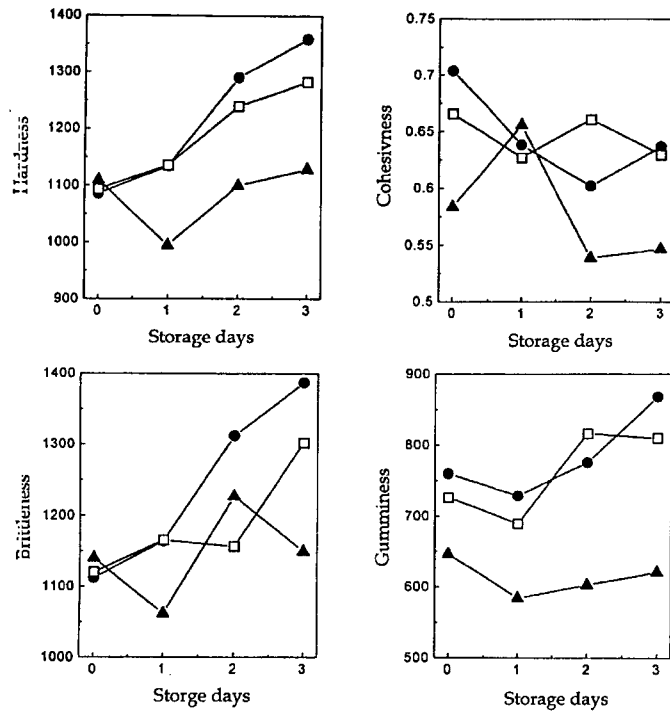 1400
1300
1200
1100
1000
900
Hardness
0 1 2 3
Storage days
0.75
0.7
0.65
0.6
0.55
0.5
Cohesivness
0 1 2 3
Storage days
1400
1300
1200
1100
1000
Brittleness
0 1 2 3
Storge days
900
800
700
600
500
Gumminess
0 1 2 3
Storage days